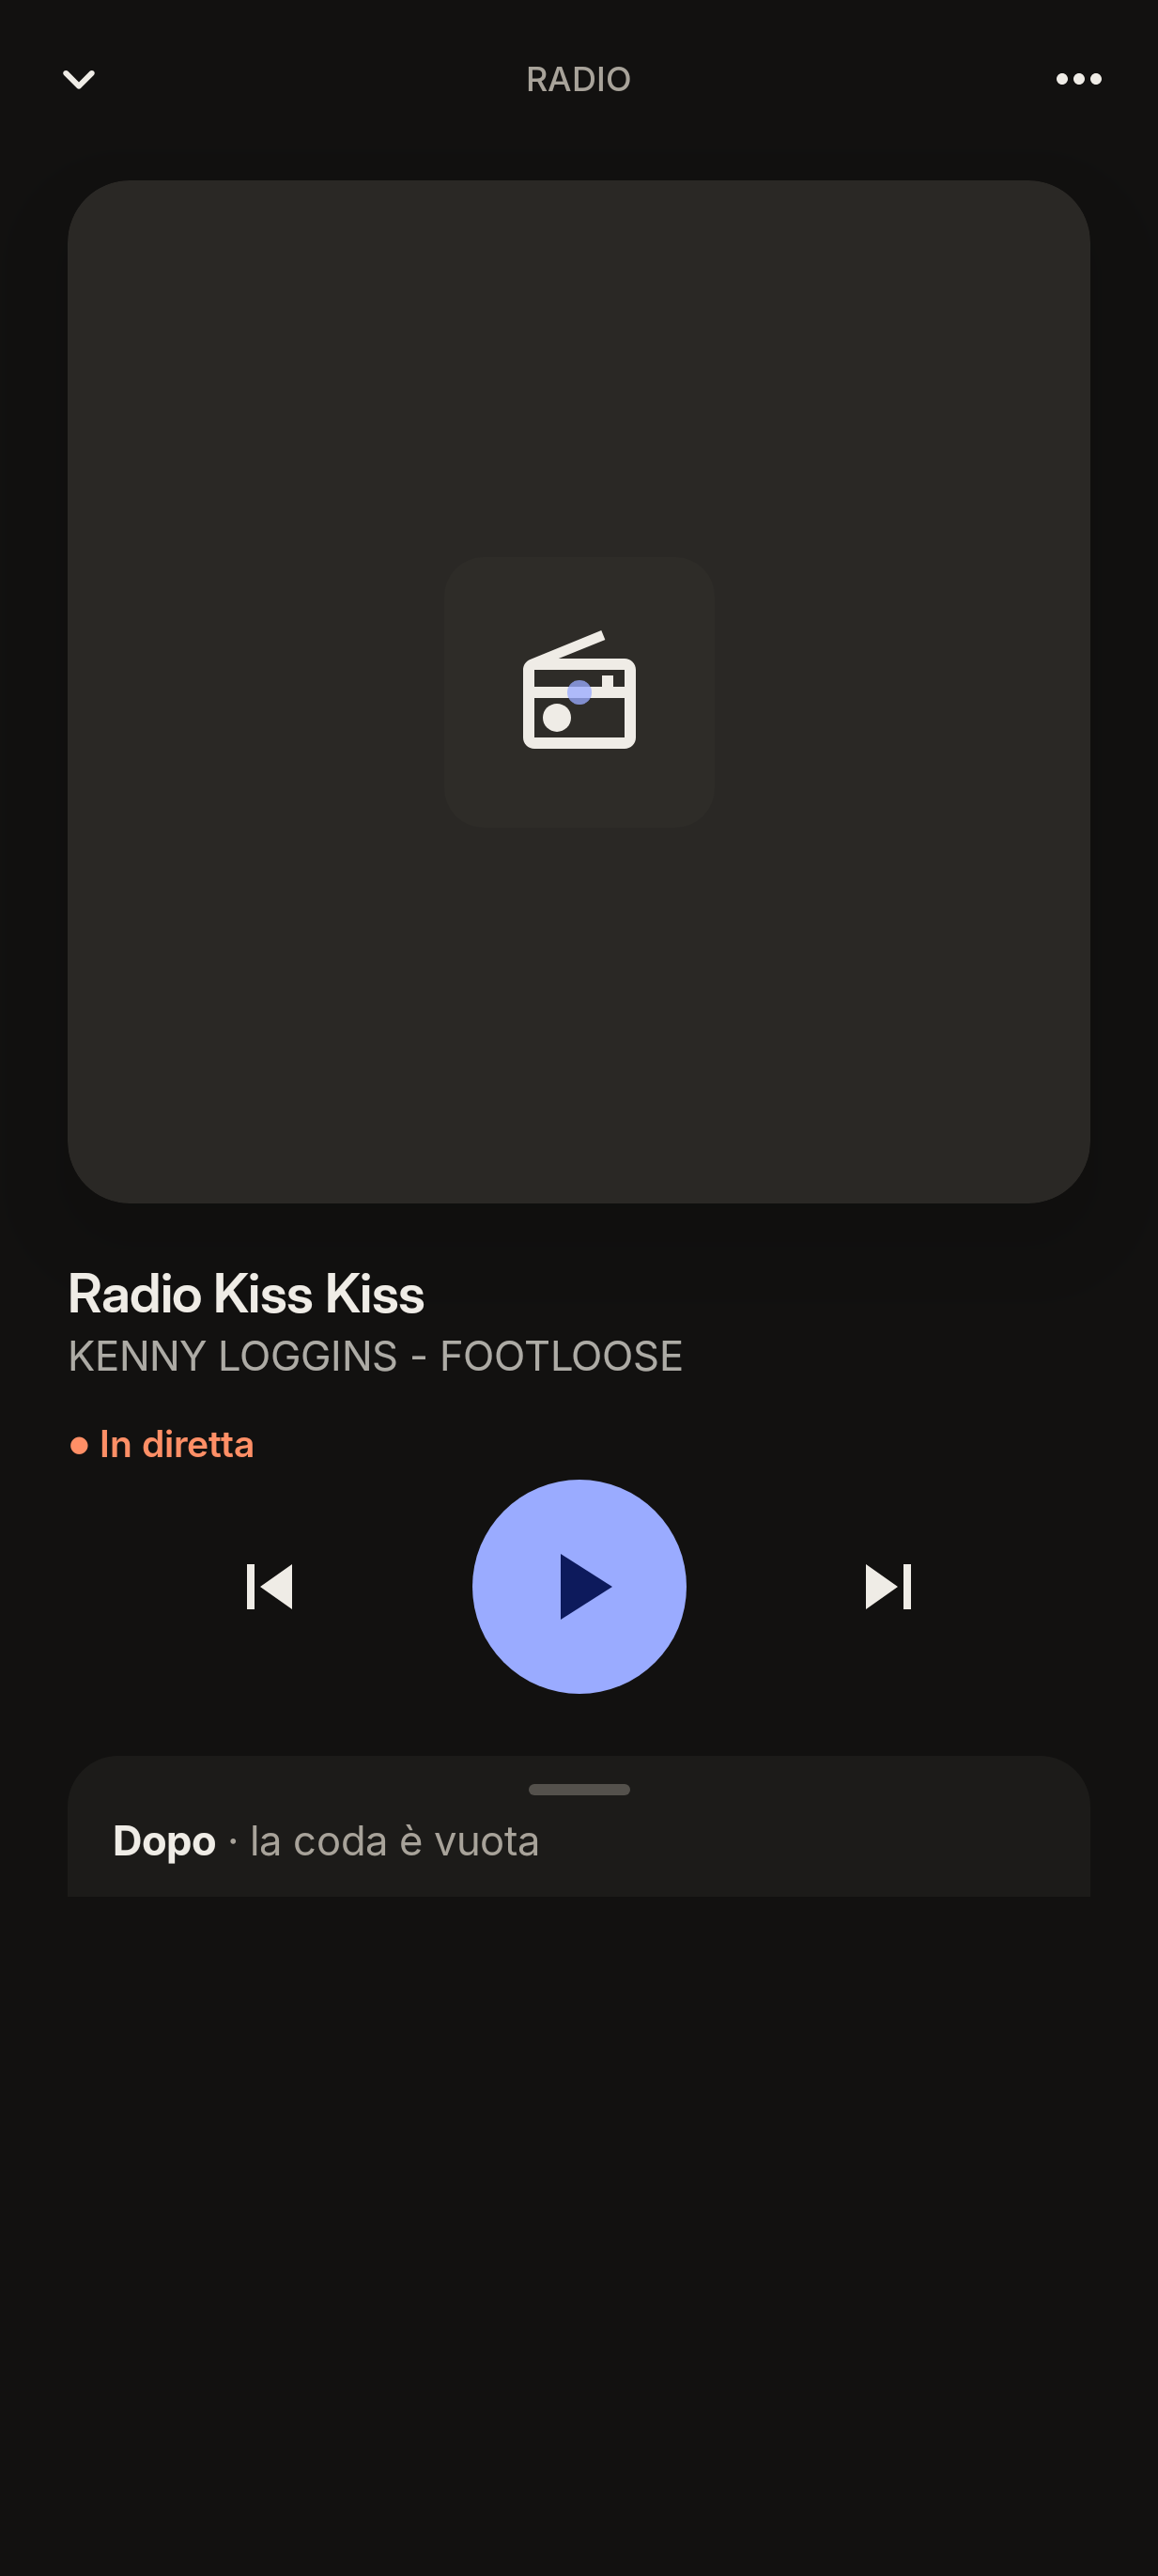 RADIO
Radio Kiss Kiss
KENNY LOGGINS - FOOTLOOSE
In diretta
Dopo · la coda è vuota